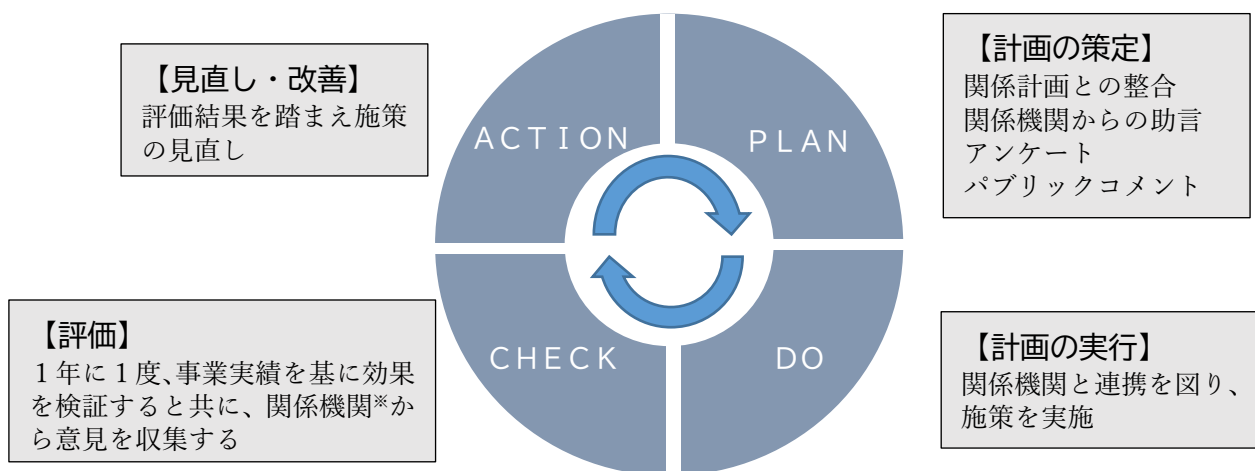 【見直し・改善】
評価結果を踏まえ施策
の見直し
ACTION
PLAN
【計画の策定】
関係計画との整合
関係機関からの助言
アンケート
パブリックコメント
【評価】
１年に１度、事業実績を基に効果
を検証すると共に、関係機関※か
ら意見を収集する
CHECK
DO
【計画の実行】
関係機関と連携を図り、
施策を実施